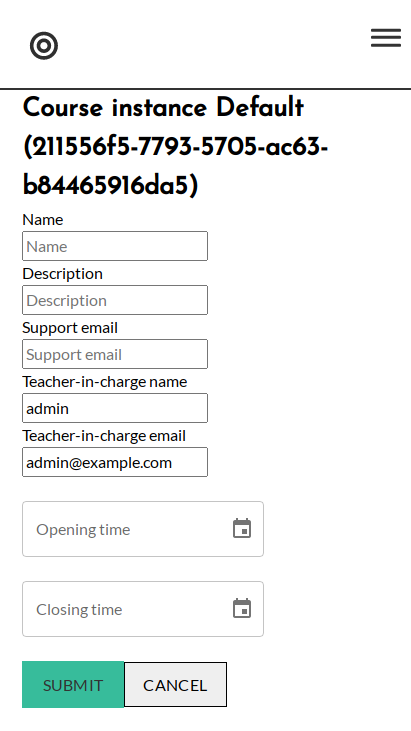 Course instance Default
(211556f5-7793-5705-ac63-
b84465916da5)
Name
Name
Description
Description
Support email
Support email
Teacher-in-charge name
admin
Teacher-in-charge email
admin@example.com
Opening time
Closing time
SUBMIT CANCEL